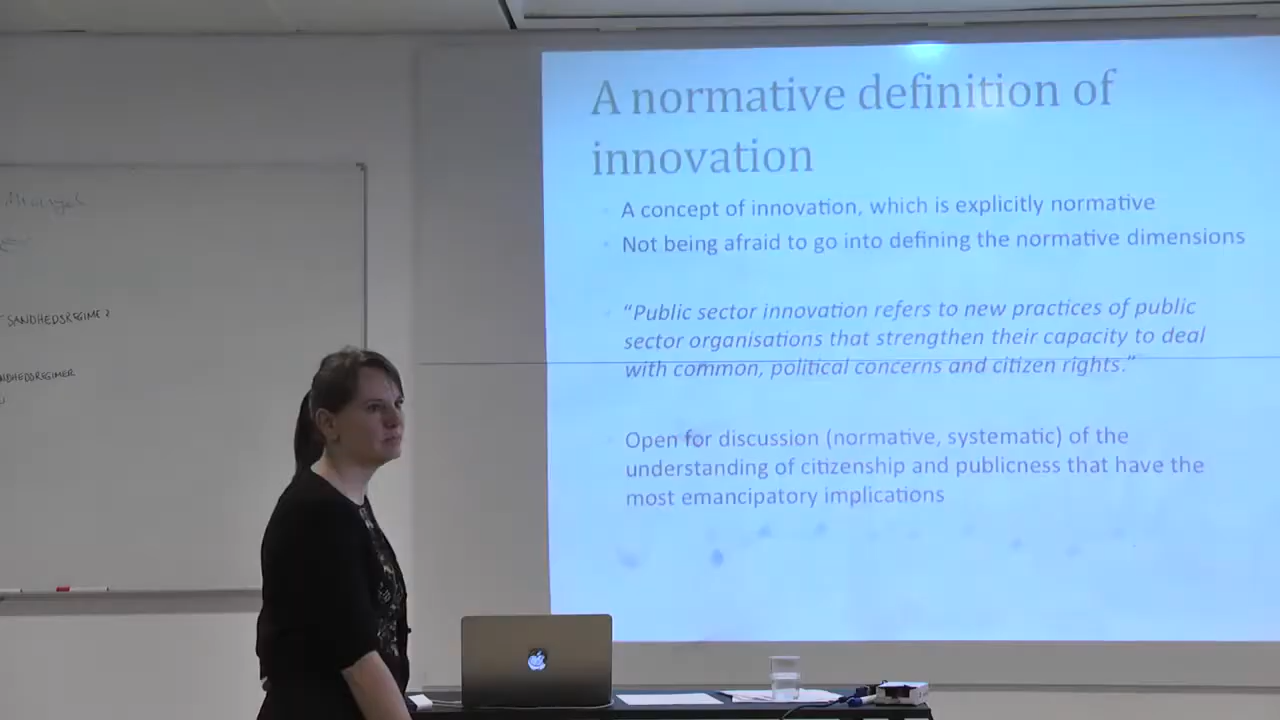 SANDHEDSREGIMER
A normative definition of
innovation
A concept of innovation, which is explicitly normative
Not being afraid to go into defining the normative dimensions
“Public sector innovation refers to new practices of public
sector organisations that strengthen their capacity to deal
with common, political concerns and citizen rights.”
Open for discussion (normative, systematic) of the
understanding of citizenship and publicness that have the
most emancipatory implications